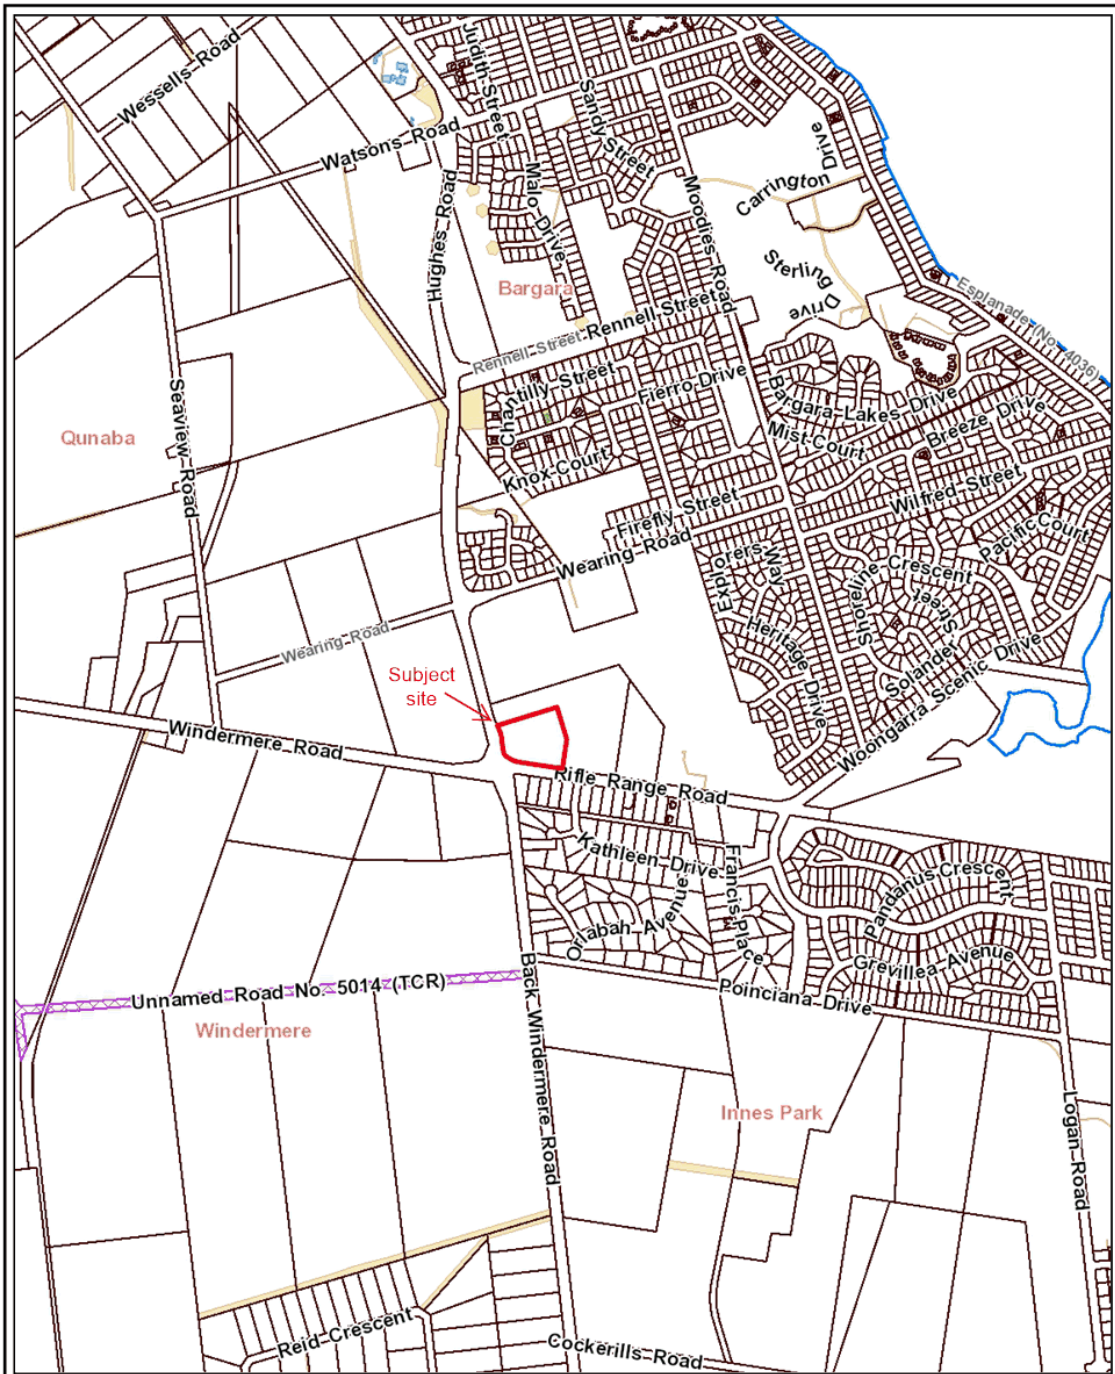 Wessells Road
Judith Street
Sandy Street
Watsons Road
Malo Drive
Hughes Road
Moodies Road
Carrington Drive
Sterling Drive
Bargara
Esplanade (No. 4036)
Rennell Street
Rennell Street
Chantilly Street
Fierro Drive
Bargara Lakes Drive
Breeze Drive
Mist Court
Seaview Road
Qunaba
Knox Court
Firefly Street
Wilfred Street
Pacific Court
Wearing Road
Explorers Way
Shoreline Crescent
Solander Street
Heritage Drive
Wearing Road
Woongarra Scenic Drive
Subject
site
Windermere Road
Rifle Range Road
Kathleen Drive
Francis Place
Orlabah Avenue
Pandanus Crescent
Grevillea Avenue
Back Windermere Road
Unnamed Road No. 5014 (TCR)
Poinciana Drive
Windermere
Innes Park
Logan Road
Reid Crescent
Cockerills Road